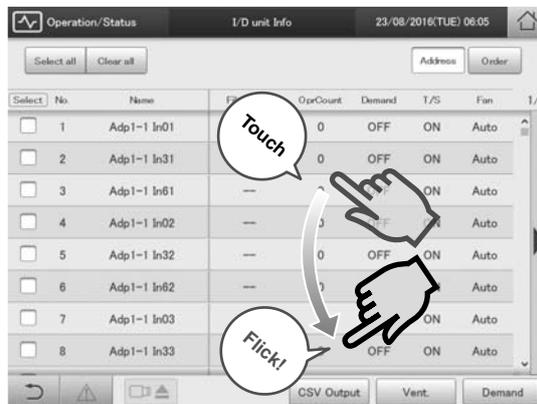 Operation/Status I/D unit Info 23/08/2016(TUE) 06:05
Select all Clear all Address Order
Select No. Name OprCount Demand T/S Fan 1/
1 Adp1-1 In01 0 OFF ON Auto
2 Adp1-1 In31 0 OFF ON Auto
3 Adp1-1 In61 -- ON Auto
4 Adp1-1 In02 -- OFF ON Auto
5 Adp1-1 In32 -- 0 OFF ON Auto
6 Adp1-1 In62 -- 0 Auto
7 Adp1-1 In03 ON Auto
8 Adp1-1 In33 OFF ON Auto
Touch
Flick!
CSV Output Vent. Demand